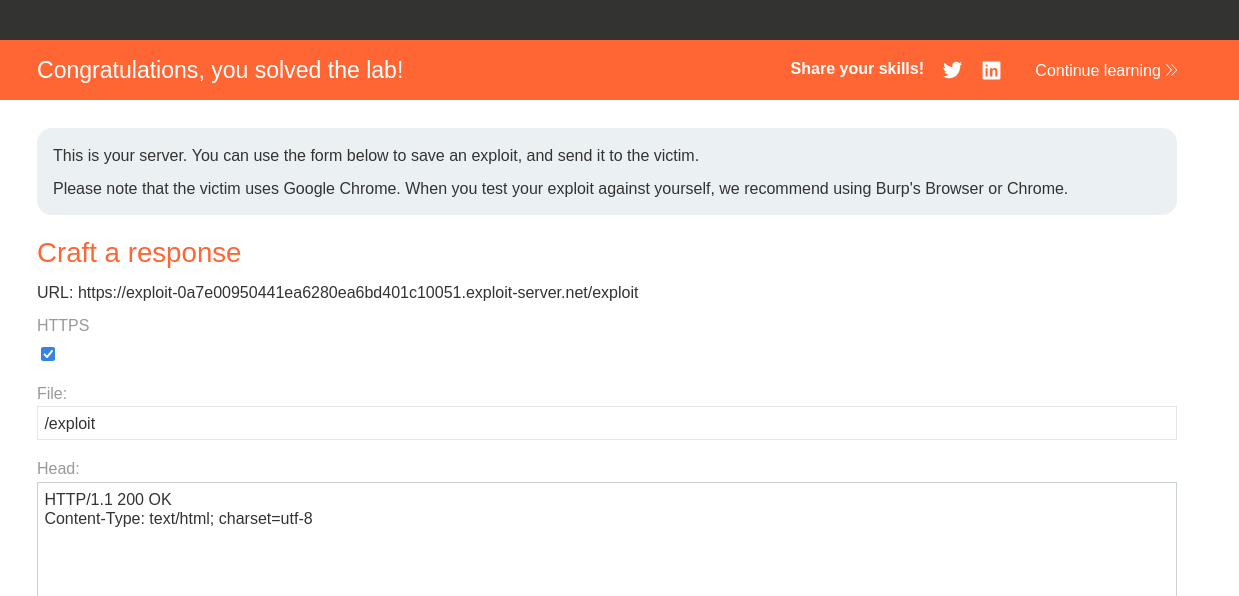 Congratulations, you solved the lab!
Share your skills!
Continue learning
This is your server. You can use the form below to save an exploit, and send it to the victim.
Please note that the victim uses Google Chrome. When you test your exploit against yourself, we recommend using Burp's Browser or Chrome.
Craft a response
URL: https://exploit-0a7e00950441ea6280ea6bd401c10051.exploit-server.net/exploit
HTTPS
File:
/exploit
Head:
HTTP/1.1 200 OK
Content-Type: text/html; charset=utf-8